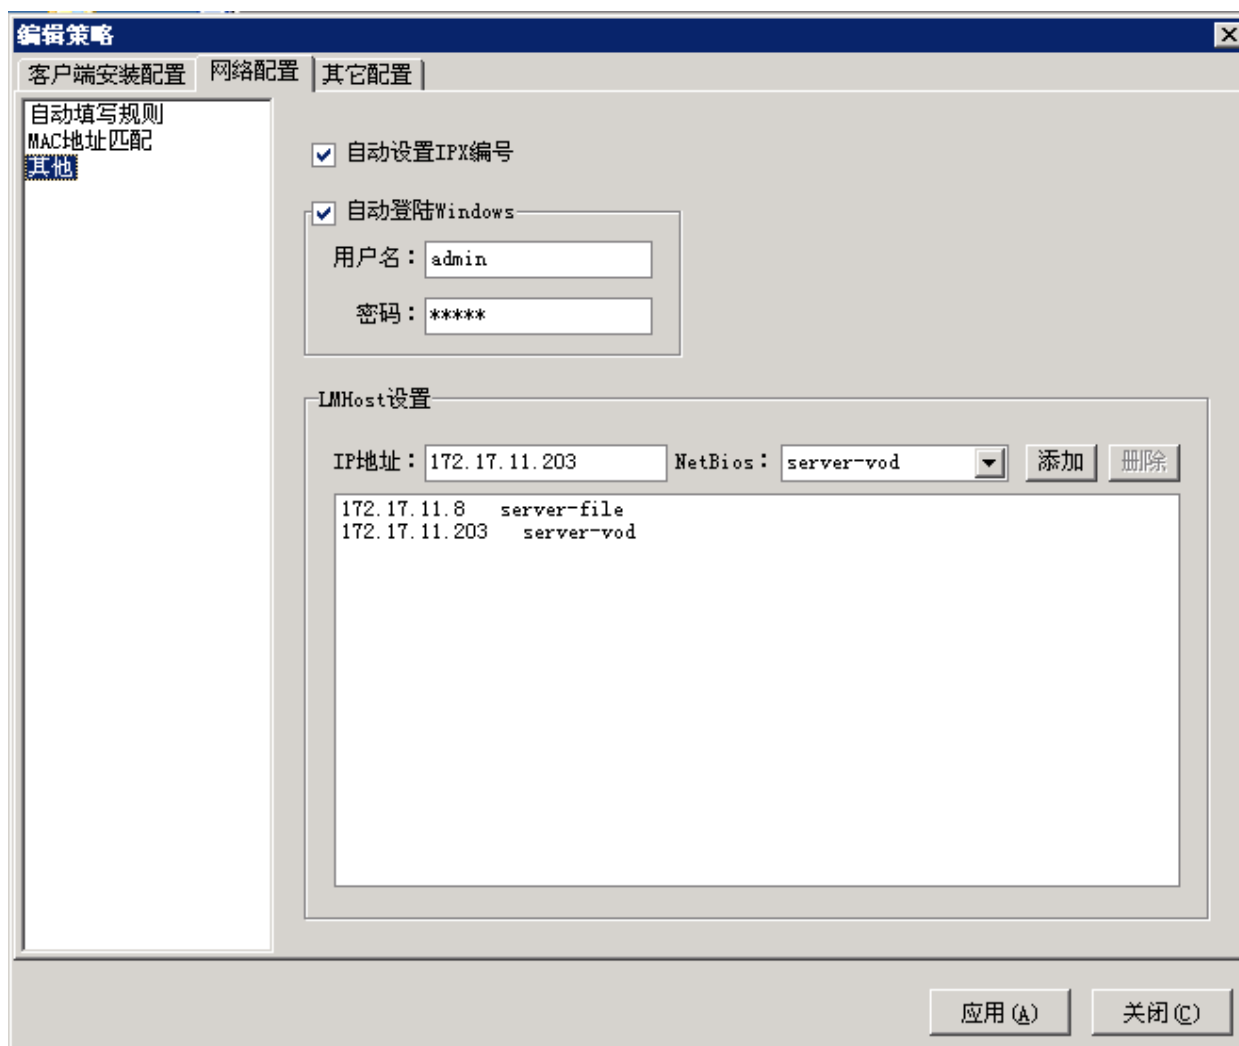 编辑策略
客户端安装配置 网络配置 其它配置
自动填写规则
MAC地址匹配
其他
自动设置IPX编号
自动登陆Windows
用户名： admin
密码： *****
LMHost设置
IP地址： 172.17.11.203 NetBios： server-vod 添加 删除
172.17.11.8 server-file
172.17.11.203 server-vod
应用(A) 关闭(C)